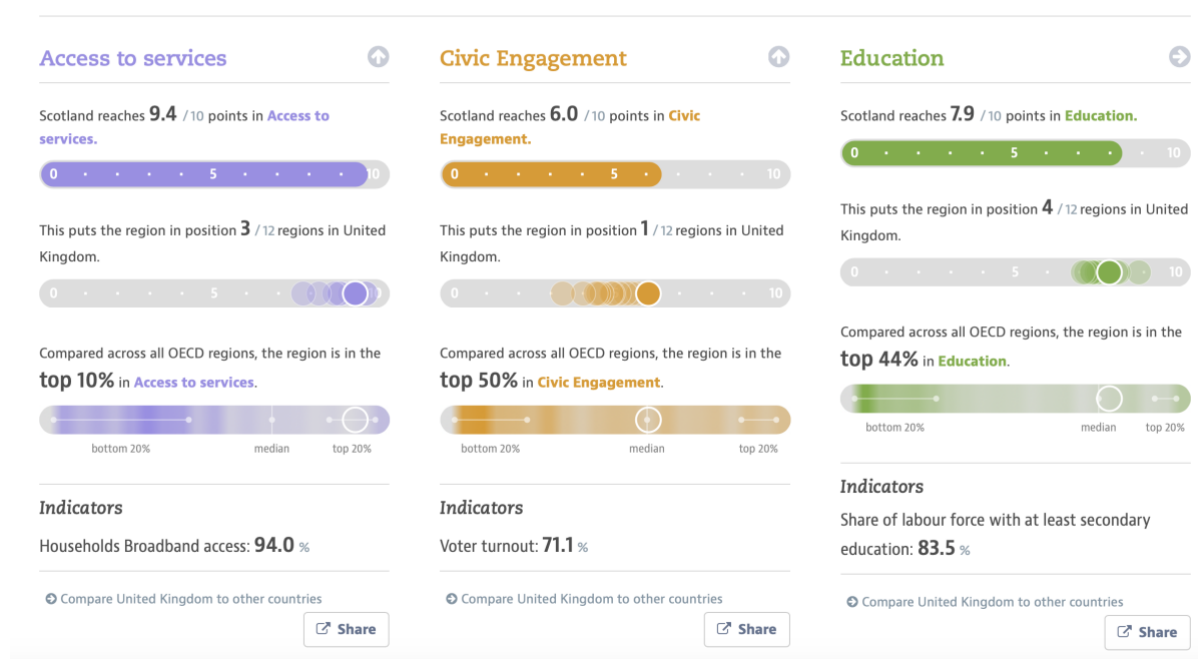 Access to services
Scotland reaches 9.4 / 10 points in Access to
services.
0 5 10
This puts the region in position 3 / 12 regions in United
Kingdom.
0 5
Compared across all OECD regions, the region is in the
top 10% in Access to services.
bottom 20% median top 20%
Indicators
Households Broadband access: 94.0 %
Compare United Kingdom to other countries
Share
Civic Engagement
Scotland reaches 6.0 / 10 points in Civic
Engagement.
0 5 10
This puts the region in position 1 / 12 regions in United
Kingdom.
0 10
Compared across all OECD regions, the region is in the
top 50% in Civic Engagement.
bottom 20% median top 20%
Indicators
Voter turnout: 71.1 %
Compare United Kingdom to other countries
Share
Education
Scotland reaches 7.9 / 10 points in Education.
0 5 10
This puts the region in position 4 / 12 regions in United
Kingdom.
0 5 10
Compared across all OECD regions, the region is in the
top 44% in Education.
bottom 20% median top 20%
Indicators
Share of labour force with at least secondary
education: 83.5 %
Compare United Kingdom to other countries
Share